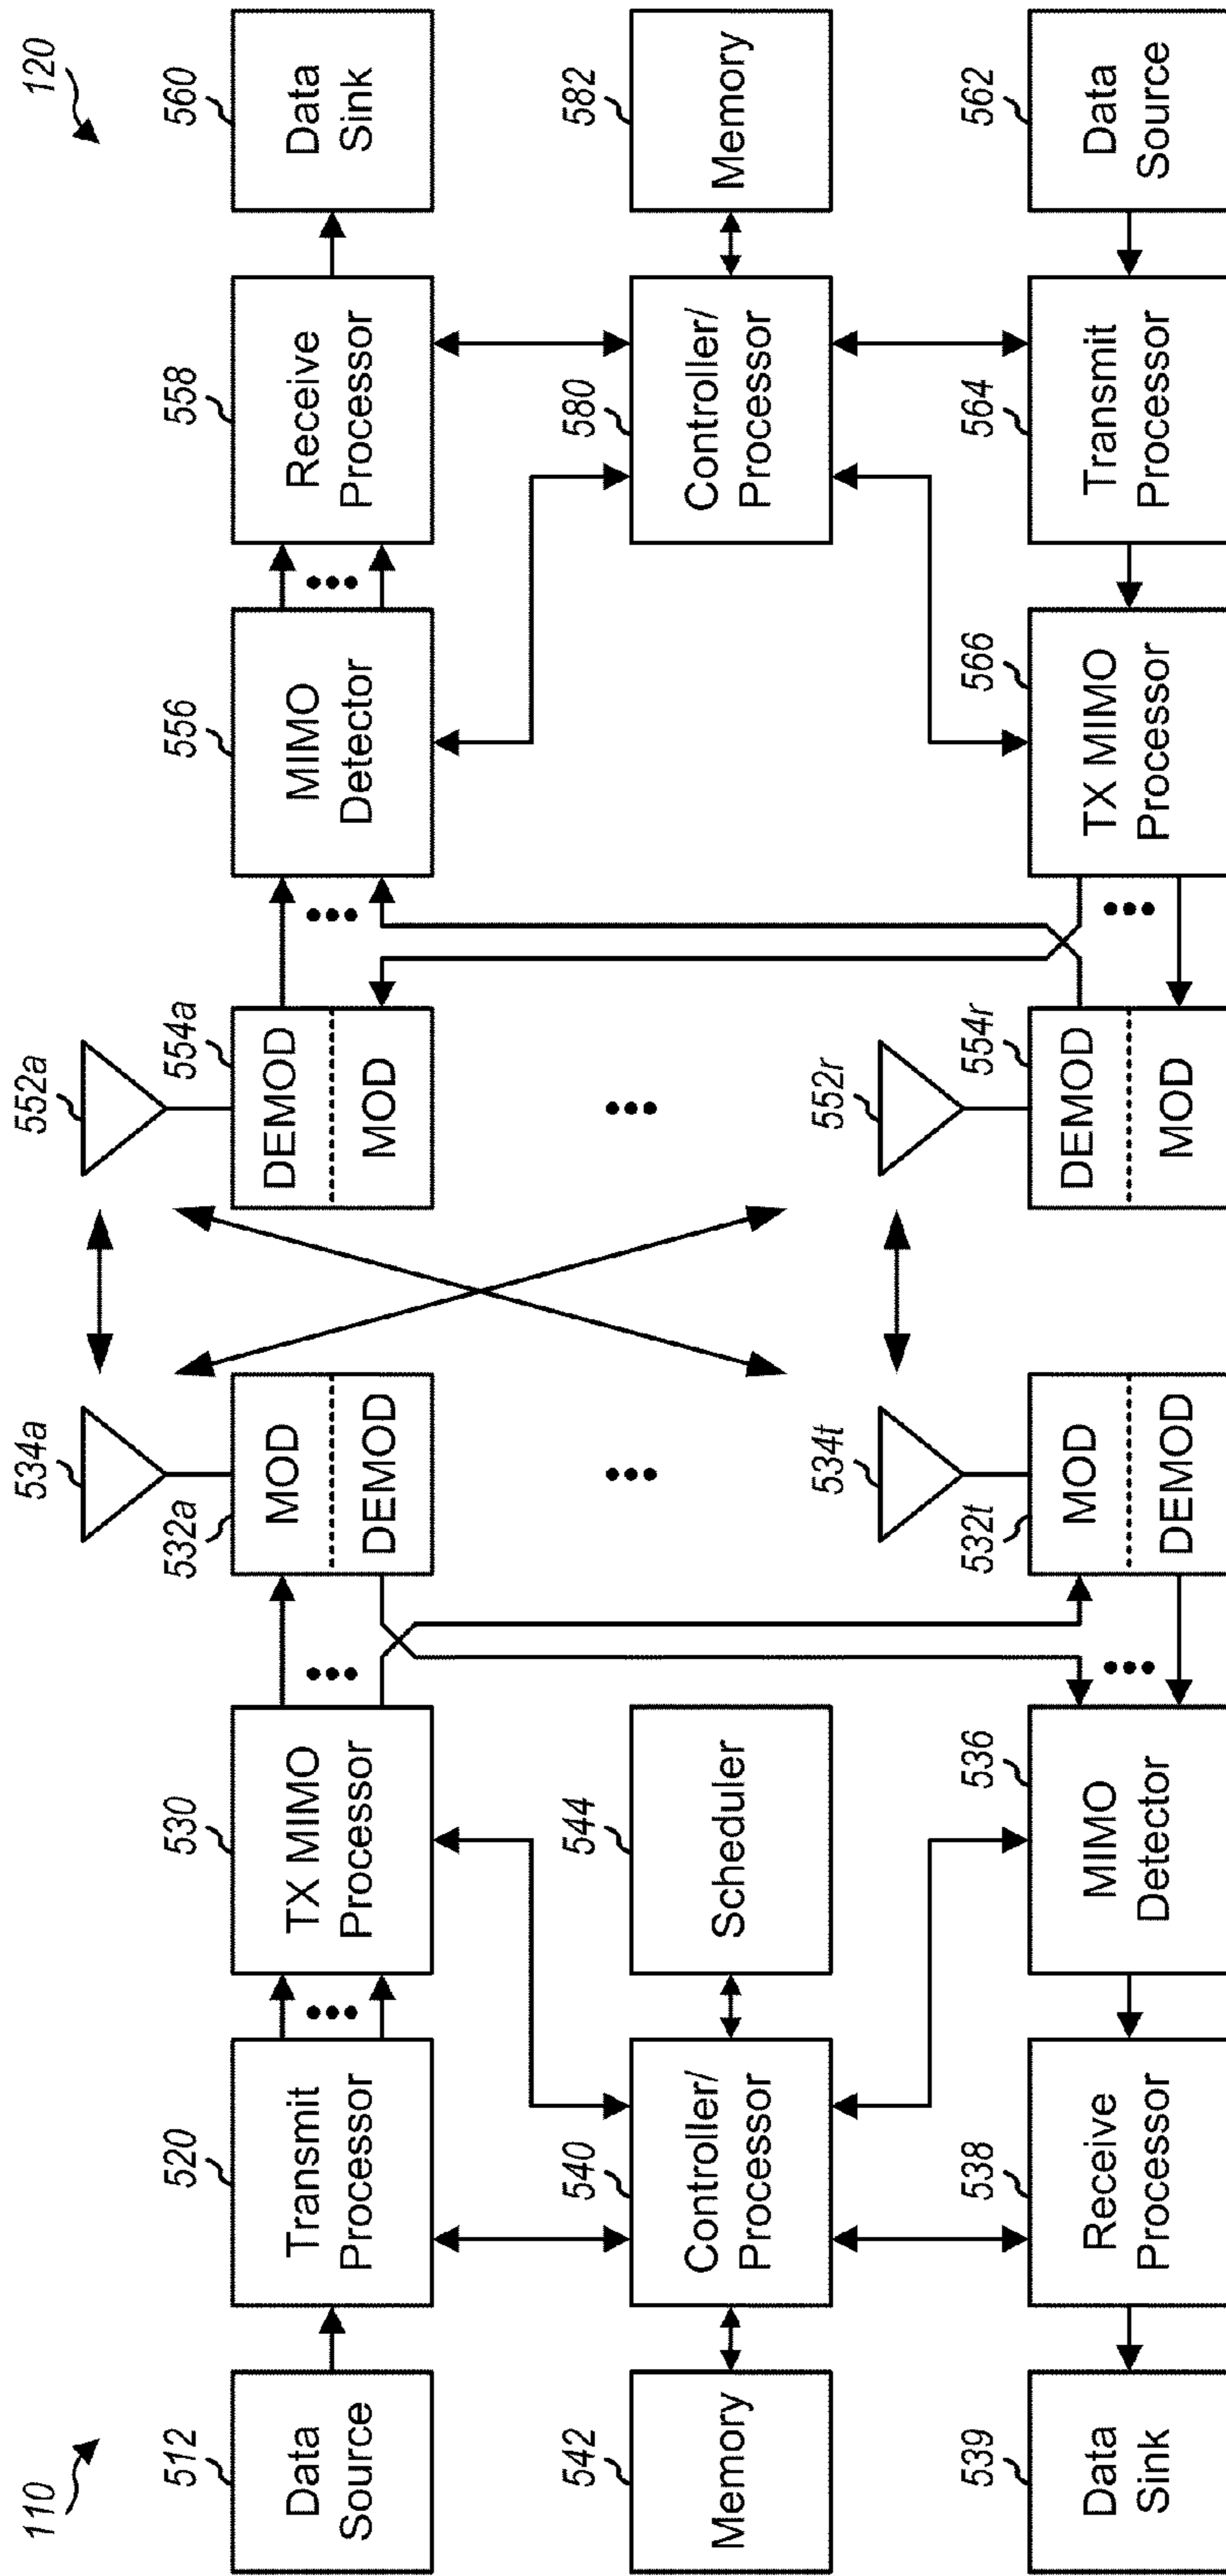 110
120
512
Data
Source
520
Transmit
Processor
530
TX MIMO
Processor
534a
532a
MOD
DEMOD
552a
554a
DEMOD
MOD
556
MIMO
Detector
558
Receive
Processor
560
Data
Sink
542
Memory
540
Controller/
Processor
544
Scheduler
580
Controller/
Processor
582
Memory
539
Data
Sink
538
Receive
Processor
536
MIMO
Detector
534t
532t
MOD
DEMOD
552r
554r
DEMOD
MOD
566
TX MIMO
Processor
564
Transmit
Processor
562
Data
Source